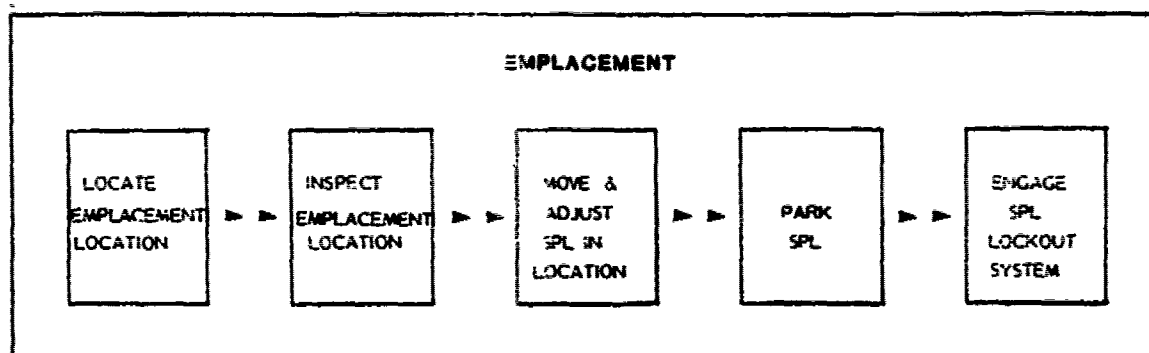 EMPLACEMENT
LOCATE
EMPLACEMENT
LOCATION
INSPECT
EMPLACEMENT
LOCATION
MOVE &
ADJUST
SPL IN
LOCATION
PARK
SPL
ENGAGE
SPL
LOCKOUT
SYSTEM